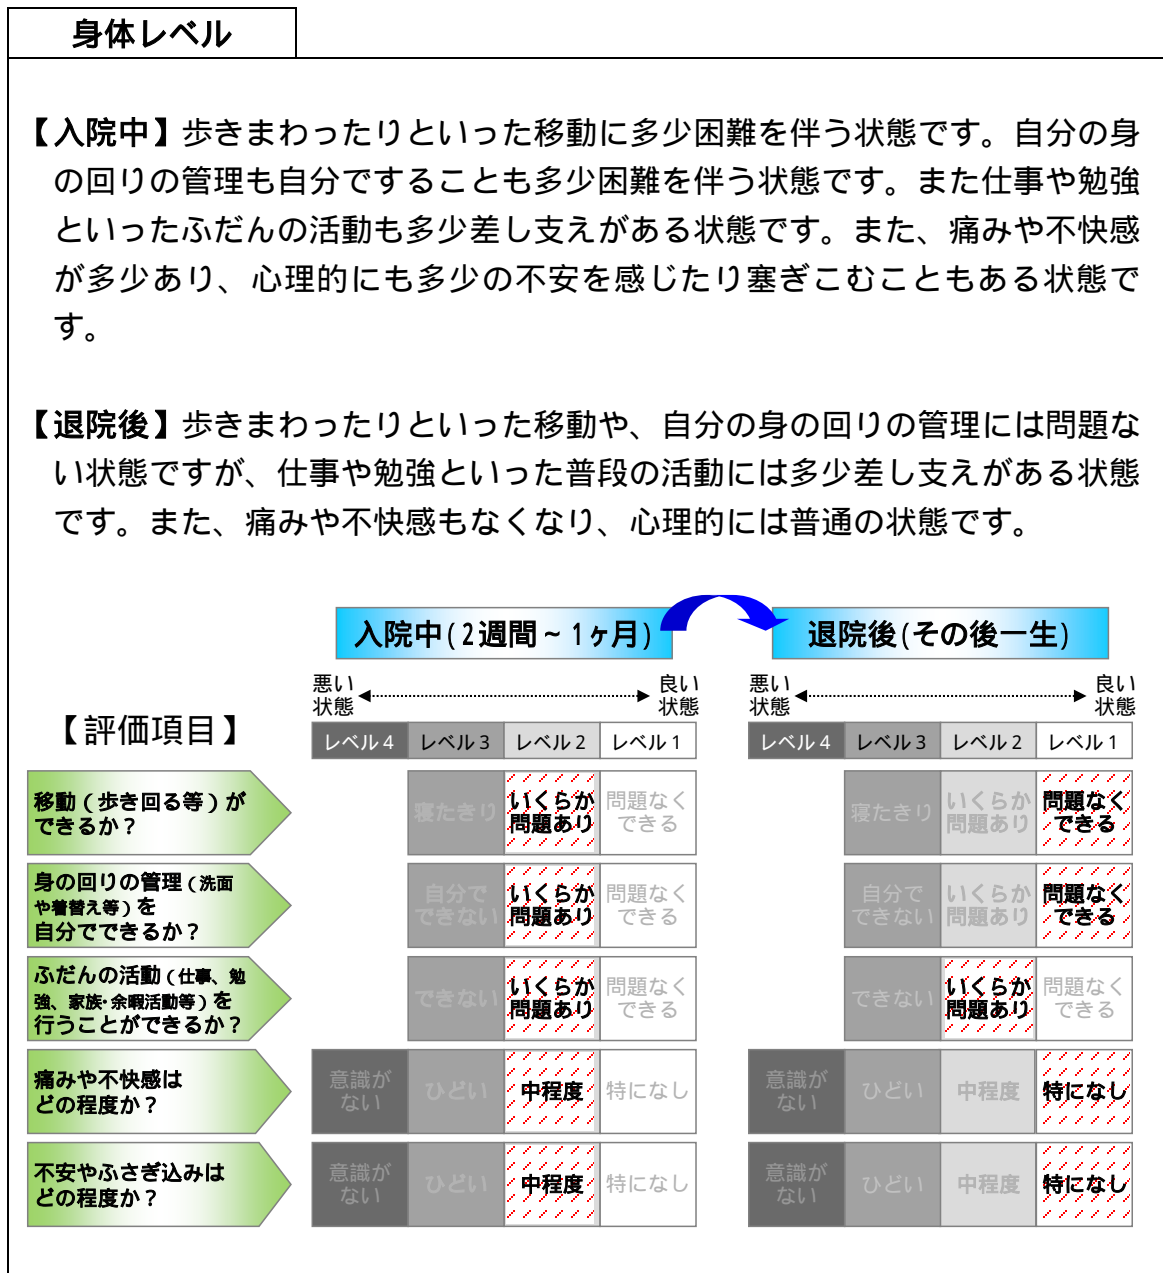 身体レベル
【入院中】歩きまわったりといった移動に多少困難を伴う状態です。自分の身
の回りの管理も自分ですることも多少困難を伴う状態です。また仕事や勉強
といったふだんの活動も多少差し支えがある状態です。また、痛みや不快感
が多少あり、心理的にも多少の不安を感じたり塞ぎこむこともある状態で
す。
【退院後】歩きまわったりといった移動や、自分の身の回りの管理には問題な
い状態ですが、仕事や勉強といった普段の活動には多少差し支えがある状態
です。また、痛みや不快感もなくなり、心理的には普通の状態です。
入院中(2週間~1ヶ月) 退院後(その後一生)
悪い 良い 悪い 良い
状態 状態 状態 状態
【評価項目】
レベル4 レベル3 レベル2 レベル1 レベル4 レベル3 レベル2 レベル1
移動(歩き回る等)が
できるか?
寝たきり
いくらか
問題あり
問題なく
できる
寝たきり
いくらか
問題あり
問題なく
できる
身の回りの管理(洗面
や着替え等)を
自分でできるか?
自分で
できない
いくらか
問題あり
問題なく
できる
自分で
できない
いくらか
問題あり
問題なく
できる
ふだんの活動(仕事、勉
強、家族・余暇活動等)を
行うことができるか?
できない
いくらか
問題あり
問題なく
できる
できない
いくらか
問題あり
問題なく
できる
痛みや不快感は
どの程度か?
意識が
ない
ひどい
中程度
特になし
意識が
ない
ひどい
中程度
特になし
不安やふさぎ込みは
どの程度か?
意識が
ない
ひどい
中程度
特になし
意識が
ない
ひどい
中程度
特になし